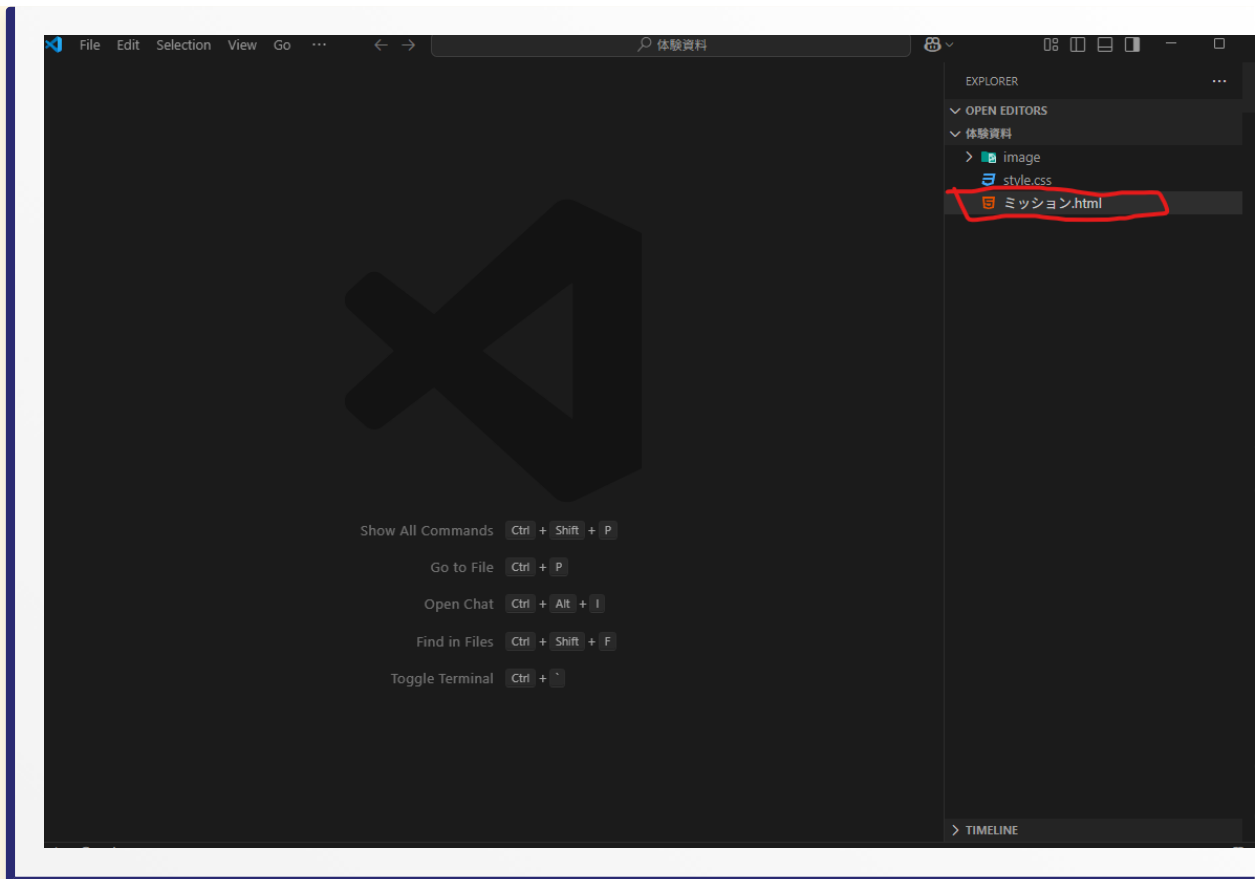 File Edit Selection View Go ··· 体験資料
EXPLORER
OPEN EDITORS
体験資料
image
style.css
ミッション.html
Show All Commands Ctrl + Shift + P
Go to File Ctrl + P
Open Chat Ctrl + Alt + I
Find in Files Ctrl + Shift + F
Toggle Terminal Ctrl + `
TIMELINE